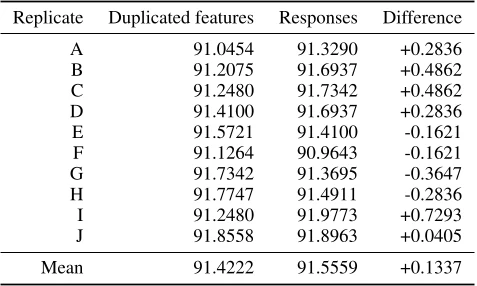 Replicate Duplicated features Responses Difference
A 91.0454 91.3290 +0.2836
B 91.2075 91.6937 +0.4862
C 91.2480 91.7342 +0.4862
D 91.4100 91.6937 +0.2836
E 91.5721 91.4100 -0.1621
F 91.1264 90.9643 -0.1621
G 91.7342 91.3695 -0.3647
H 91.7747 91.4911 -0.2836
I 91.2480 91.9773 +0.7293
J 91.8558 91.8963 +0.0405
Mean 91.4222 91.5559 +0.1337